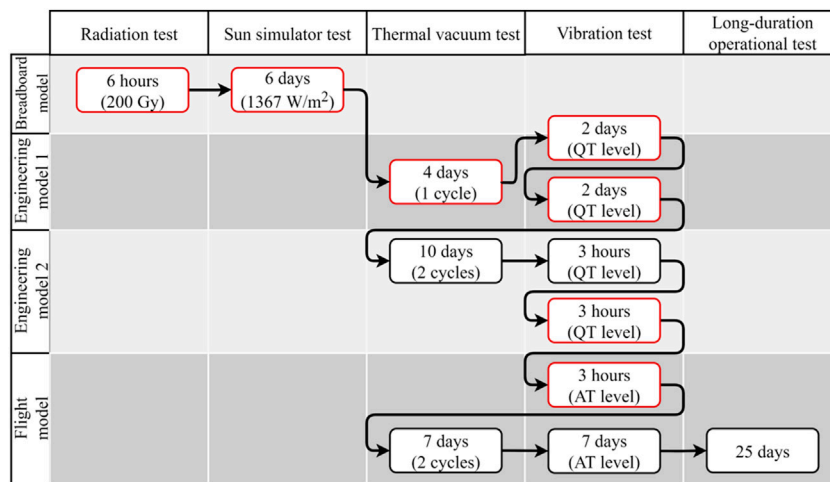 Radiation test
Sun simulator test
Thermal vacuum test
Vibration test
Long-duration
operational test
Breadboard
model
6 hours
(200 Gy)
6 days
(1367 W/m²)
Engineering
model 1
2 days
(QT level)
4 days
(1 cycle)
2 days
(QT level)
Engineering
model 2
10 days
(2 cycles)
3 hours
(QT level)
3 hours
(QT level)
Flight
model
3 hours
(AT level)
7 days
(2 cycles)
7 days
(AT level)
25 days